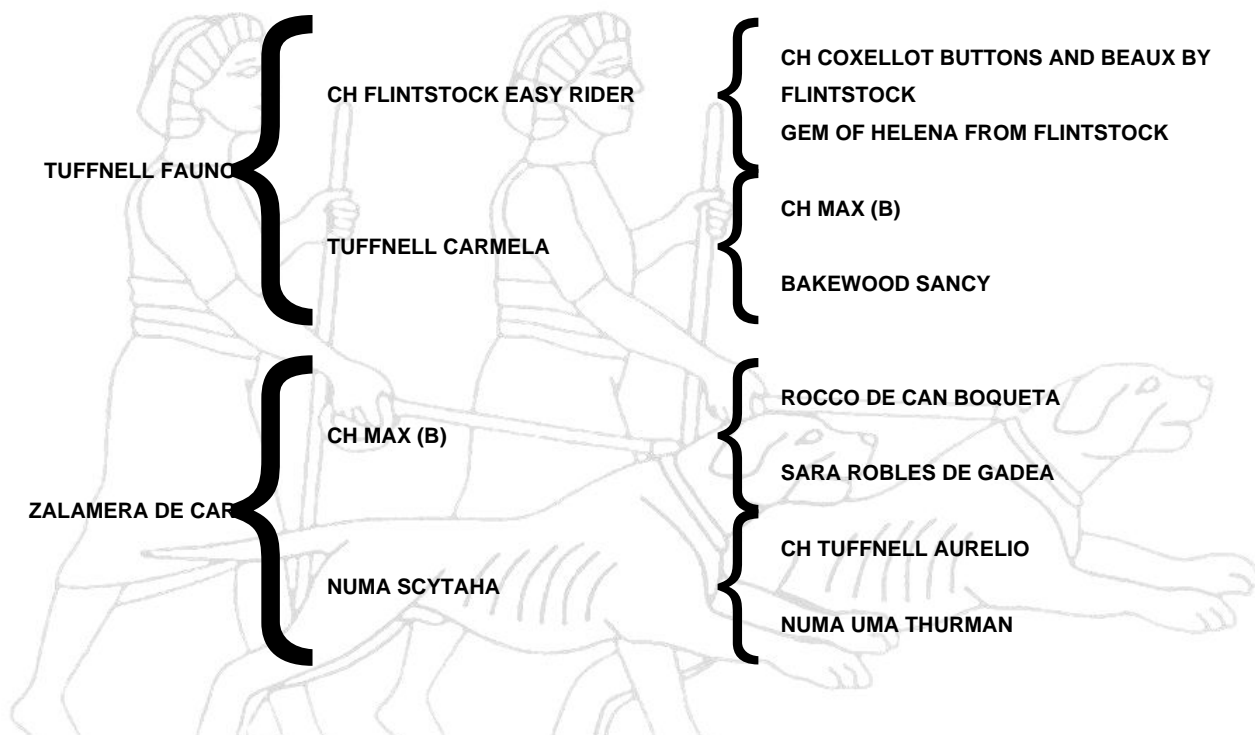 CH COXELLOT BUTTONS AND BEAUX BY
FLINTSTOCK
CH FLINTSTOCK EASY RIDER
GEM OF HELENA FROM FLINTSTOCK
TUFFNELL FAUNO
CH MAX (B)
TUFFNELL CARMELA
BAKEWOOD SANCY
ROCCO DE CAN BOQUETA
CH MAX (B)
SARA ROBLES DE GADEA
ZALAMERA DE CAR
CH TUFFNELL AURELIO
NUMA SCYTAHA
NUMA UMA THURMAN